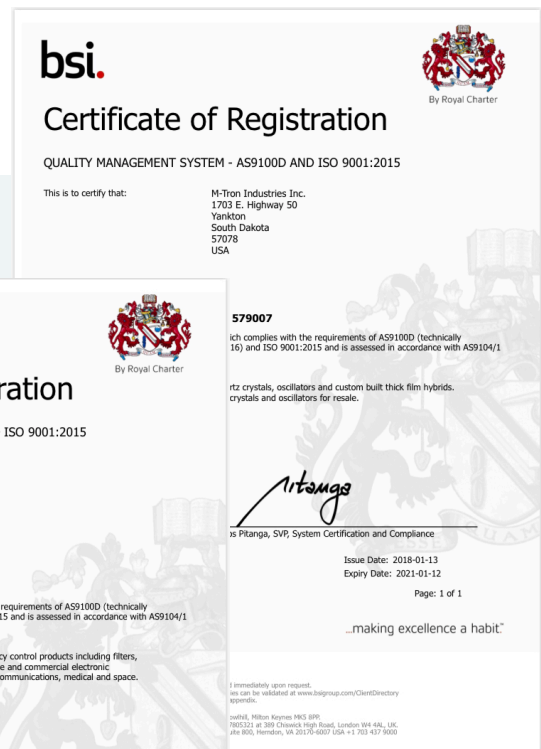 bsi.
By Royal Charter
Certificate of Registration
QUALITY MANAGEMENT SYSTEM - AS9100D AND ISO 9001:2015
This is to certify that:
M-Tron Industries Inc.
1703 E. Highway 50
Yankton
South Dakota
57078
USA
579007
ich complies with the requirements of AS9100D (technically
16) and ISO 9001:2015 and is assessed in accordance with AS9104/1
rtz crystals, oscillators and custom built thick film hybrids.
crystals and oscillators for resale.
Pitanga
os Pitanga, SVP, System Certification and Compliance
Issue Date: 2018-01-13
Expiry Date: 2021-01-12
Page: 1 of 1
...making excellence a habit.™
d immediately upon request.
ies can be validated at www.bsigroup.com/ClientDirectory
appendix.
owlhill, Milton Keynes MK5 8PP.
7805321 at 389 Chiswick High Road, London W4 4AL, UK.
uite 800, Herndon, VA 20170-6007 USA +1 703 437 9000
By Royal Charter
ration
ISO 9001:2015
requirements of AS9100D (technically
15 and is assessed in accordance with AS9104/1
cy control products including filters,
e and commercial electronic
ommunications, medical and space.